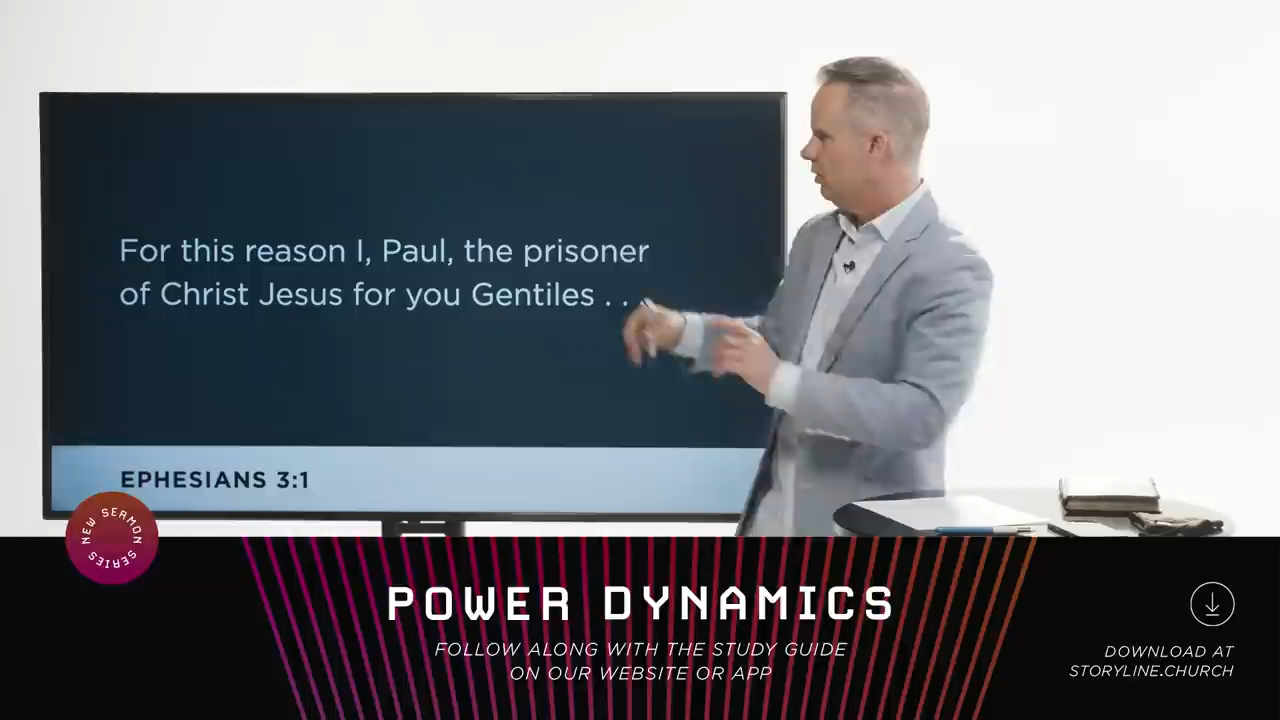 For this reason I, Paul, the prisoner
of Christ Jesus for you Gentiles . . .
EPHESIANS 3:1
NEW SERMON SERIES
POWER DYNAMICS
FOLLOW ALONG WITH THE STUDY GUIDE
ON OUR WEBSITE OR APP
DOWNLOAD AT
STORYLINE.CHURCH